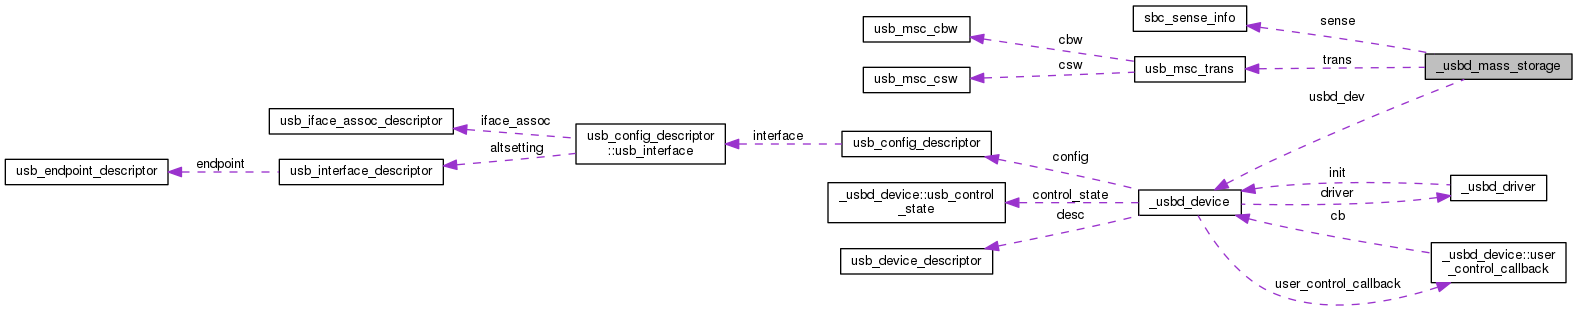 sbc_sense_info
sense
usb_msc_cbw
cbw
_usbd_mass_storage
trans
usb_msc_trans
csw
usb_msc_csw
usbd_dev
usb_iface_assoc_descriptor
iface_assoc
usb_config_descriptor
::usb_interface
interface
usb_config_descriptor
altsetting
usb_endpoint_descriptor
endpoint
usb_interface_descriptor
config
init
_usbd_driver
driver
_usbd_device::usb_control
_state
control_state
_usbd_device
desc
cb
usb_device_descriptor
_usbd_device::user
_control_callback
user_control_callback